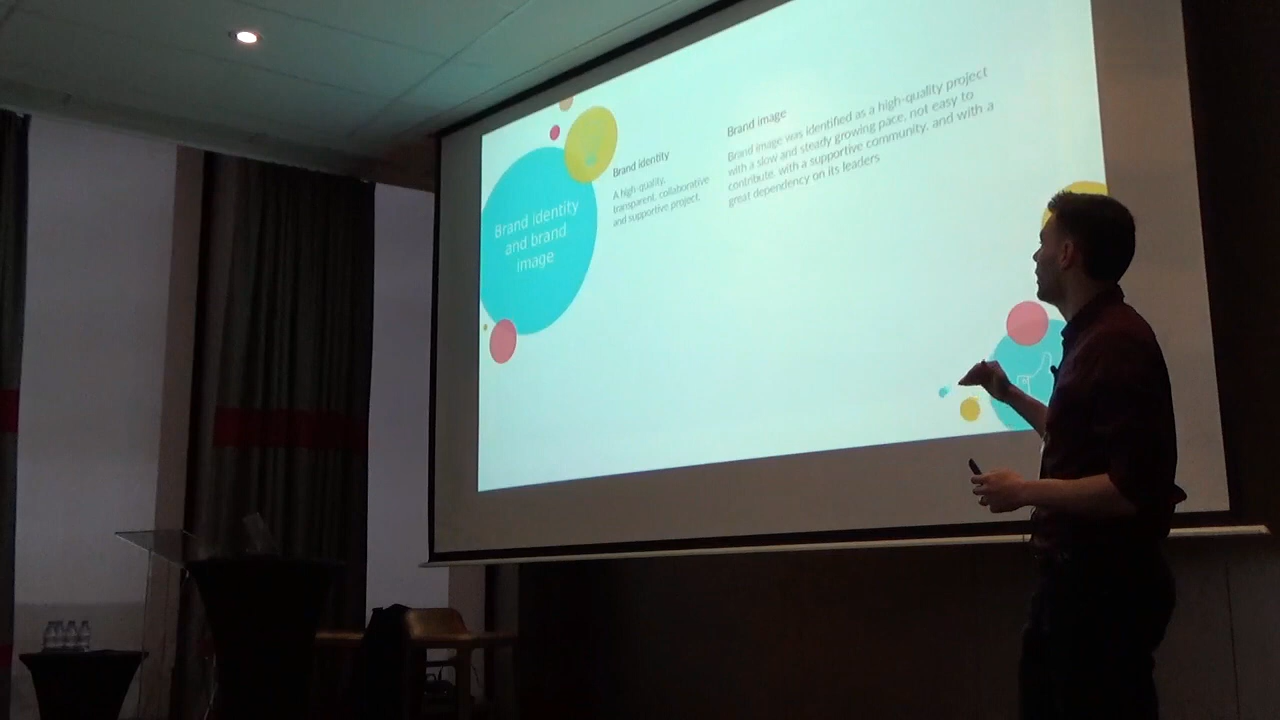 Brand identity
and brand
image
Brand identity
A high-quality,
transparent, collaborative
and supportive project.
Brand image
Brand image was identified as a high-quality project
with a slow and steady growing pace, not easy to
contribute, with a supportive community, and with a
great dependency on its leaders